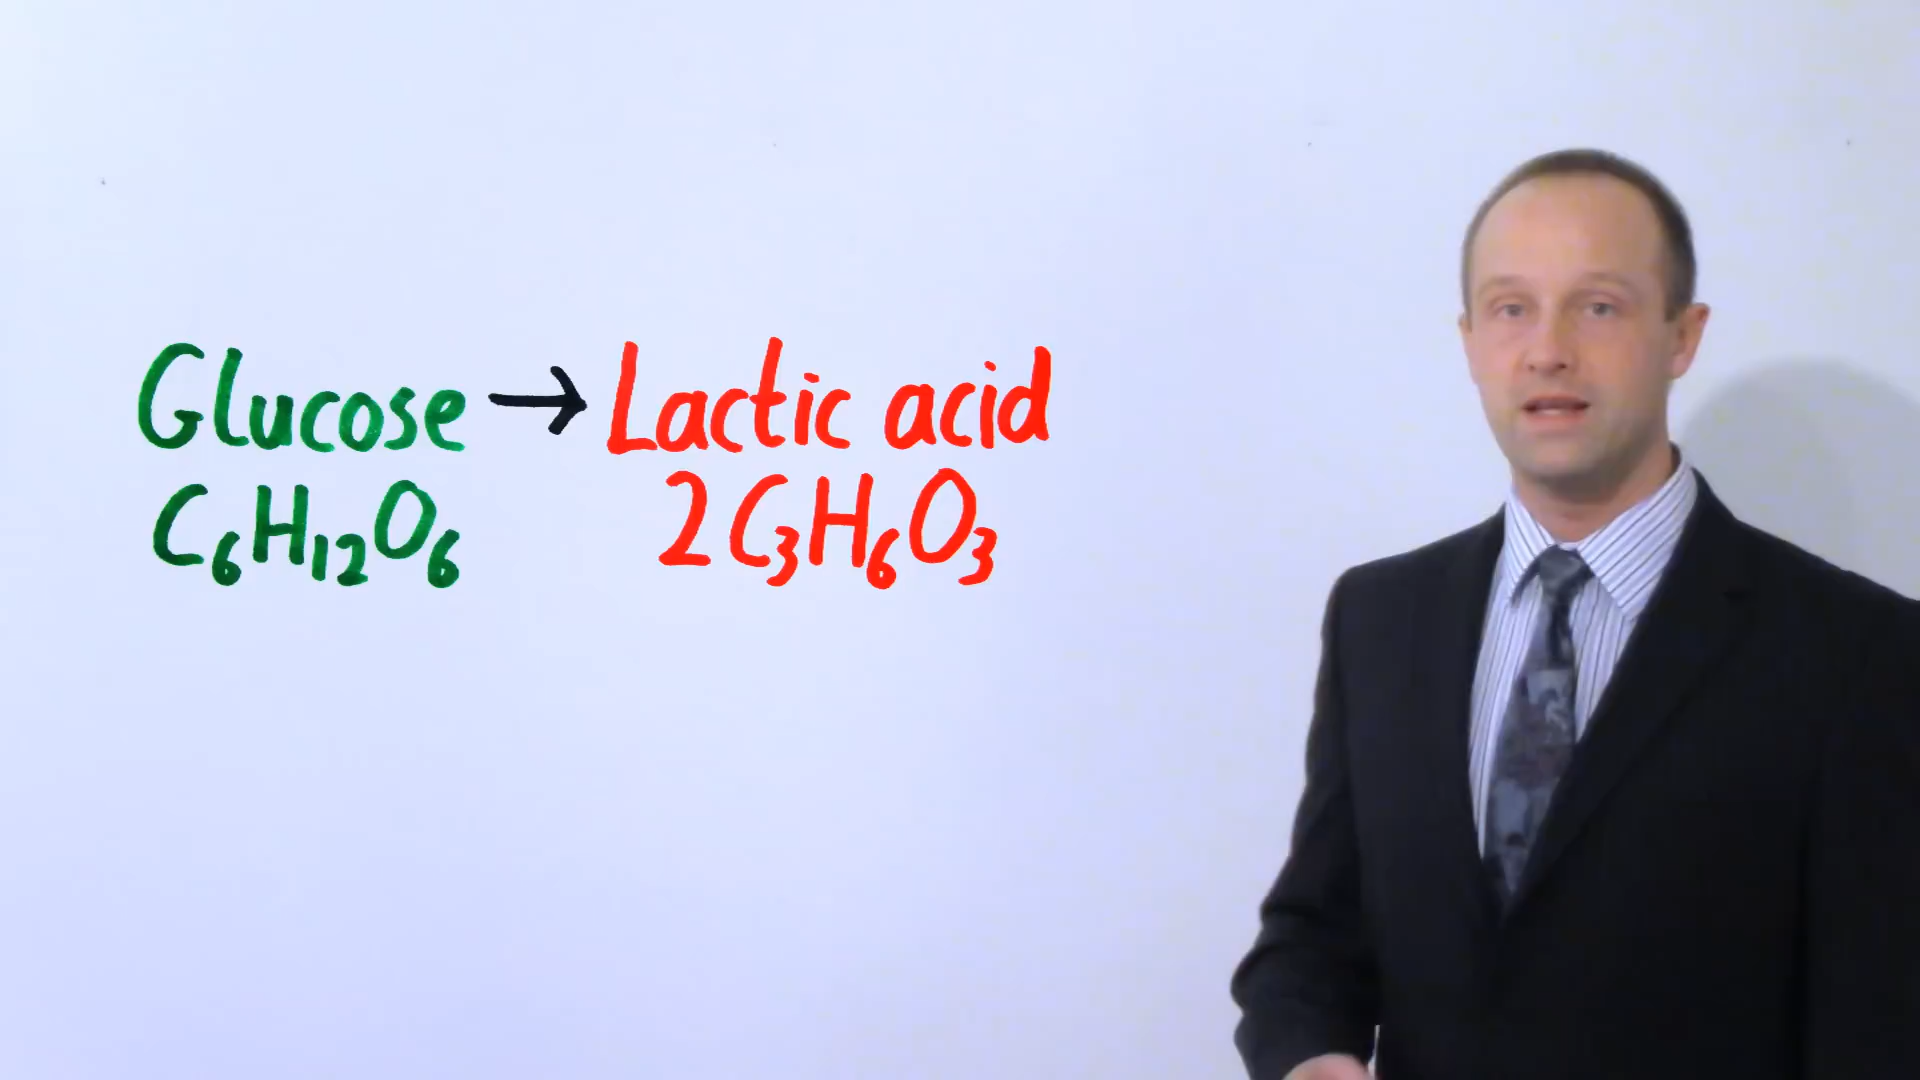 Glucose → Lactic acid
C₆H₁₂O₆ 2C₃H₆O₃